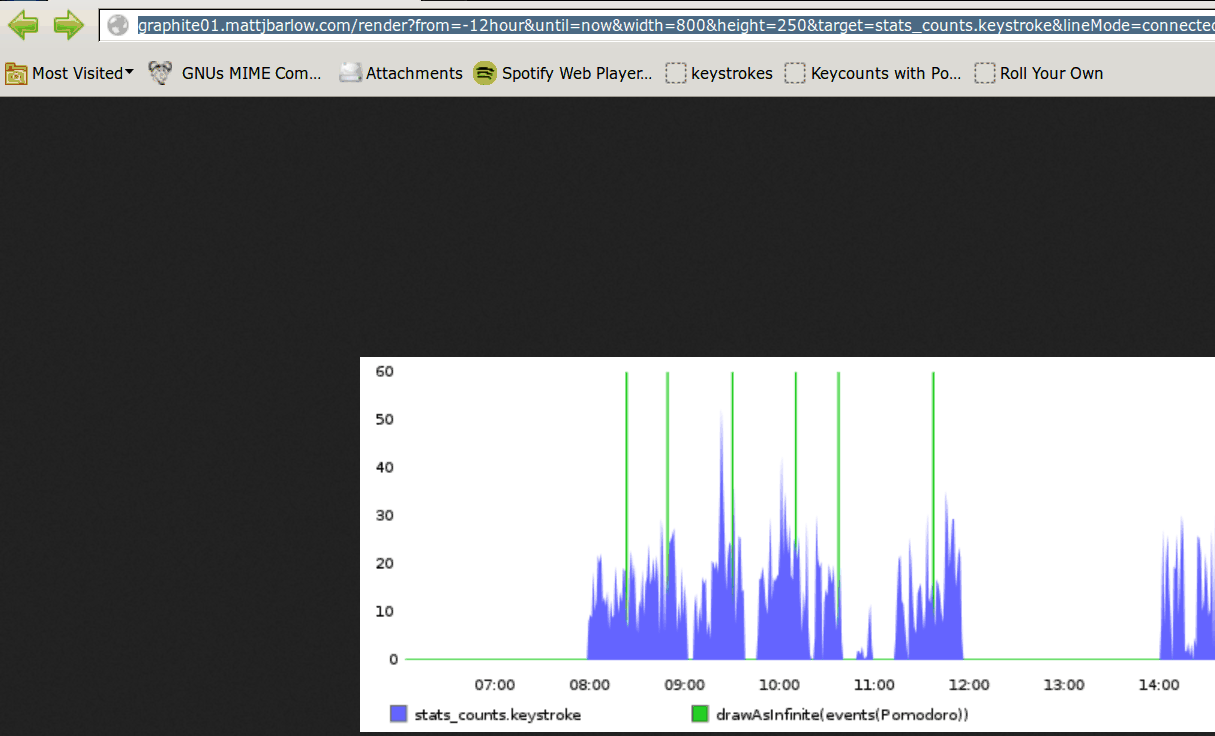 graphite01.mattjbarlow.com/render?from=-12hour&until=now&width=800&height=250&target=stats_counts.keystroke&lineMode=connected
Most Visited GNUs MIME Com... Attachments Spotify Web Player... keystrokes Keycounts with Po... Roll Your Own
60
50
40
30
20
10
0
07:00 08:00 09:00 10:00 11:00 12:00 13:00 14:00
stats_counts.keystroke drawAsInfinite(events(Pomodoro))